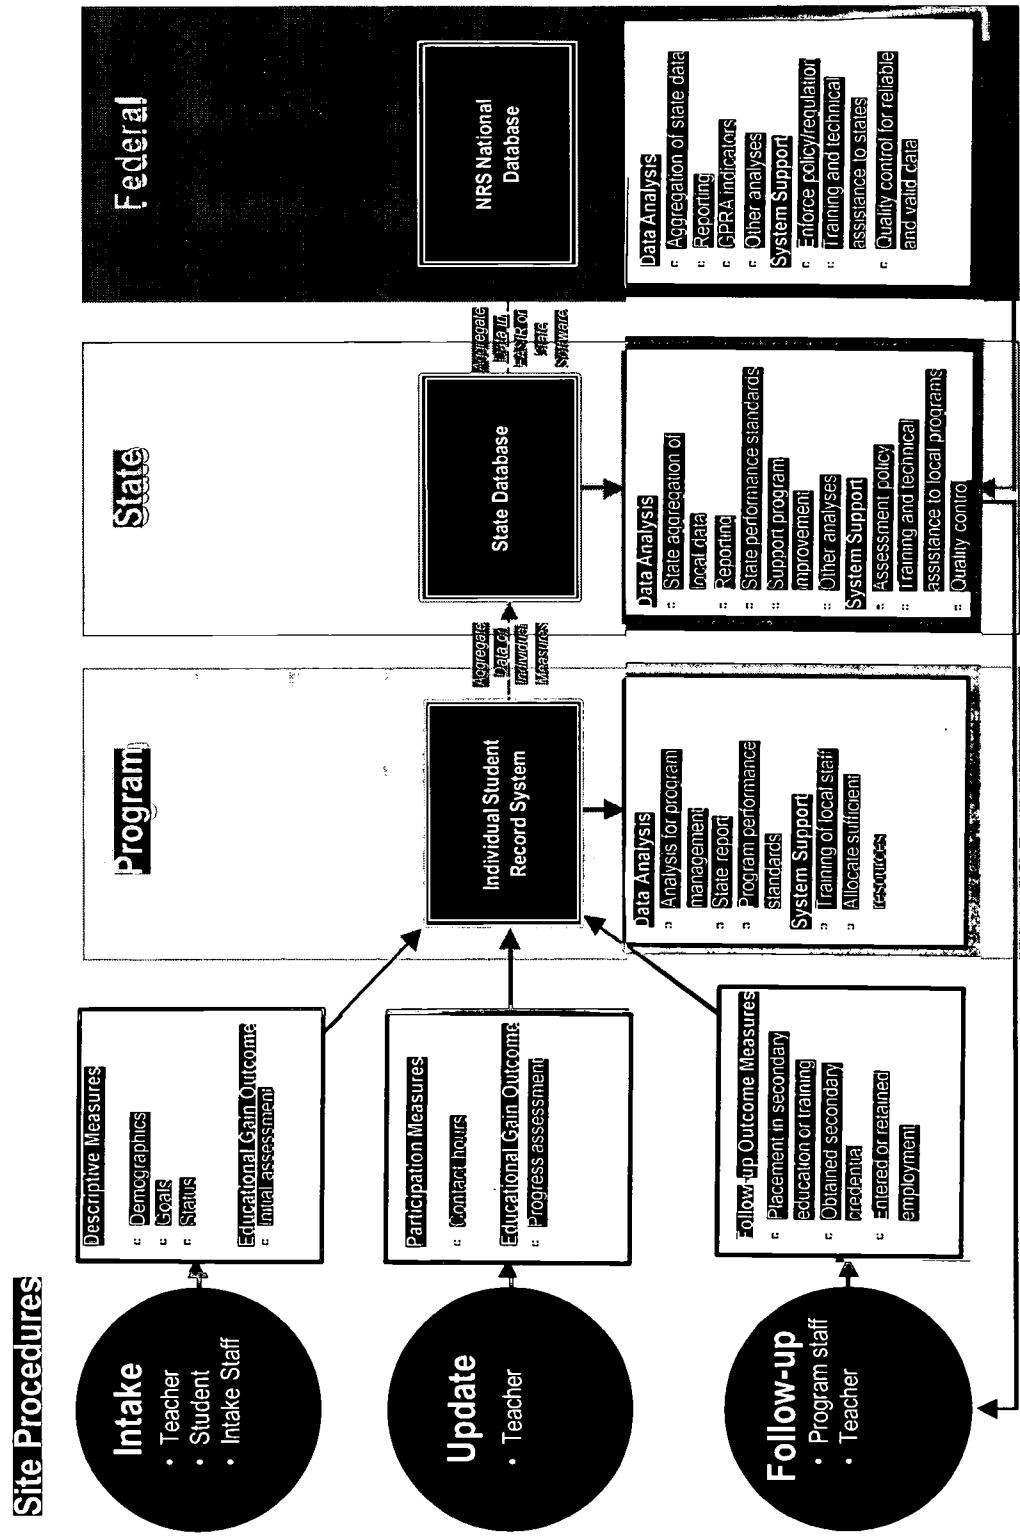 Site Procedures
Intake
• Teacher
• Student
• Intake Staff
Descriptive Measures
Demographics
Goals
Status
Educational Gain Outcome
Initial assessment
Update
• Teacher
Participation Measures
Contact hours
Educational Gain Outcome
Progress assessment
Follow-up
• Program staff
• Teacher
Follow-up Outcome Measures
Placement in secondary
education or training
Obtained secondary
credential
Entered or retained
employment
Program
Individual Student
Record System
Data Analysis
Analysis for program
management
State report
Program performance
standards
System Support
Training of local staff
Allocate sufficient
resources
Aggregate
Data or
Individual
Measures
State
State Database
Data Analysis
State aggregation of
local data
Reporting
State performance standards
Support program
improvement
Other analyses
System Support
Assessment policy
Training and technical
assistance to local programs
Quality control
Aggregate
Data in
State
Software
Federal
NRS National
Database
Data Analysis
Aggregation of state data
Reporting
GPRA indicators
Other analyses
System Support
Enforce policy/regulation
Training and technical
assistance to states
Quality control for reliable
and valid data